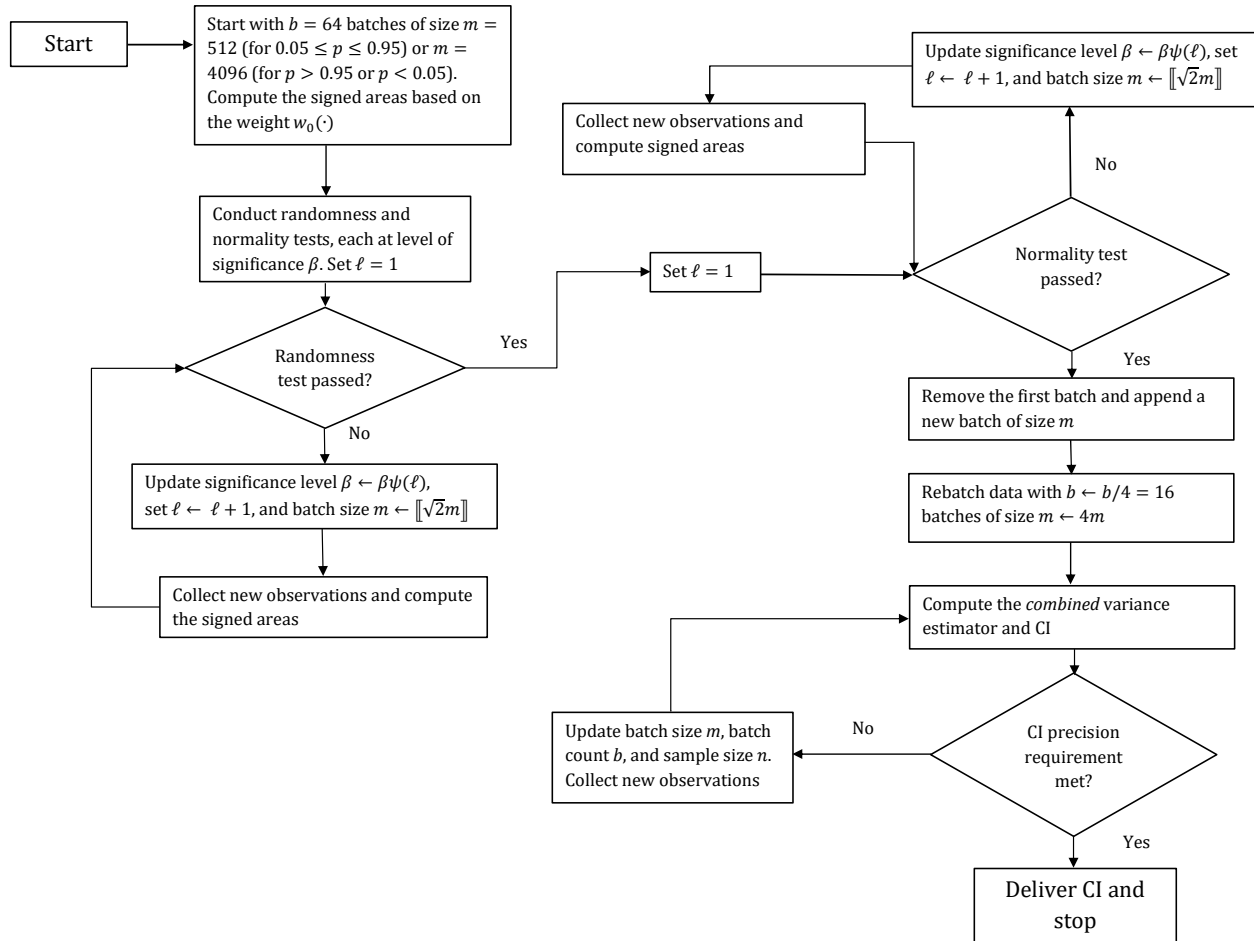 Start
Start with 𝑏 = 64 batches of size 𝑚 =
512 (for 0.05 ≤ 𝑝 ≤ 0.95) or 𝑚 =
4096 (for 𝑝 > 0.95 or 𝑝 < 0.05).
Compute the signed areas based on
the weight 𝑤₀(·)
Conduct randomness and
normality tests, each at level of
significance 𝛽. Set ℓ = 1
Randomness
test passed?
Yes
No
Update significance level 𝛽 ← 𝛽𝜓(ℓ),
set ℓ ← ℓ + 1, and batch size 𝑚 ← ⟦√2𝑚⟧
Collect new observations and compute
the signed areas
Set ℓ = 1
Update significance level 𝛽 ← 𝛽𝜓(ℓ), set
ℓ ← ℓ + 1, and batch size 𝑚 ← ⟦√2𝑚⟧
Collect new observations and
compute signed areas
No
Normality test
passed?
Yes
Remove the first batch and append a
new batch of size 𝑚
Rebatch data with 𝑏 ← 𝑏/4 = 16
batches of size 𝑚 ← 4𝑚
Compute the combined variance
estimator and CI
Update batch size 𝑚, batch
count 𝑏, and sample size 𝑛.
Collect new observations
No
CI precision
requirement
met?
Yes
Deliver CI and
stop